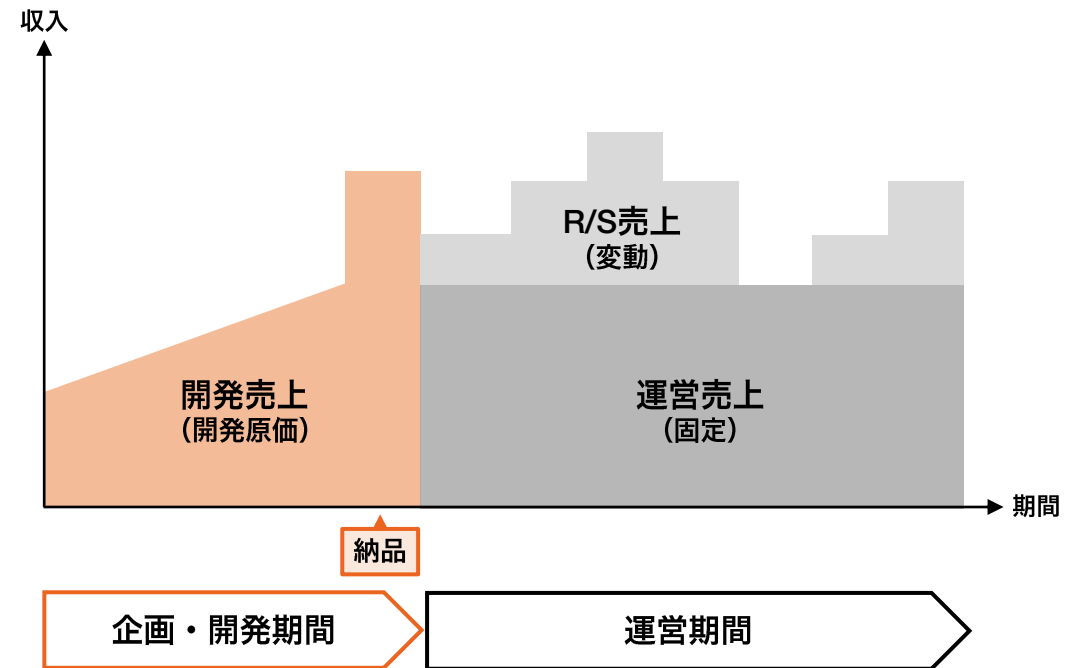 収入
R/S売上
(変動)
開発売上
(開発原価)
運営売上
(固定)
期間
納品
企画・開発期間
運営期間